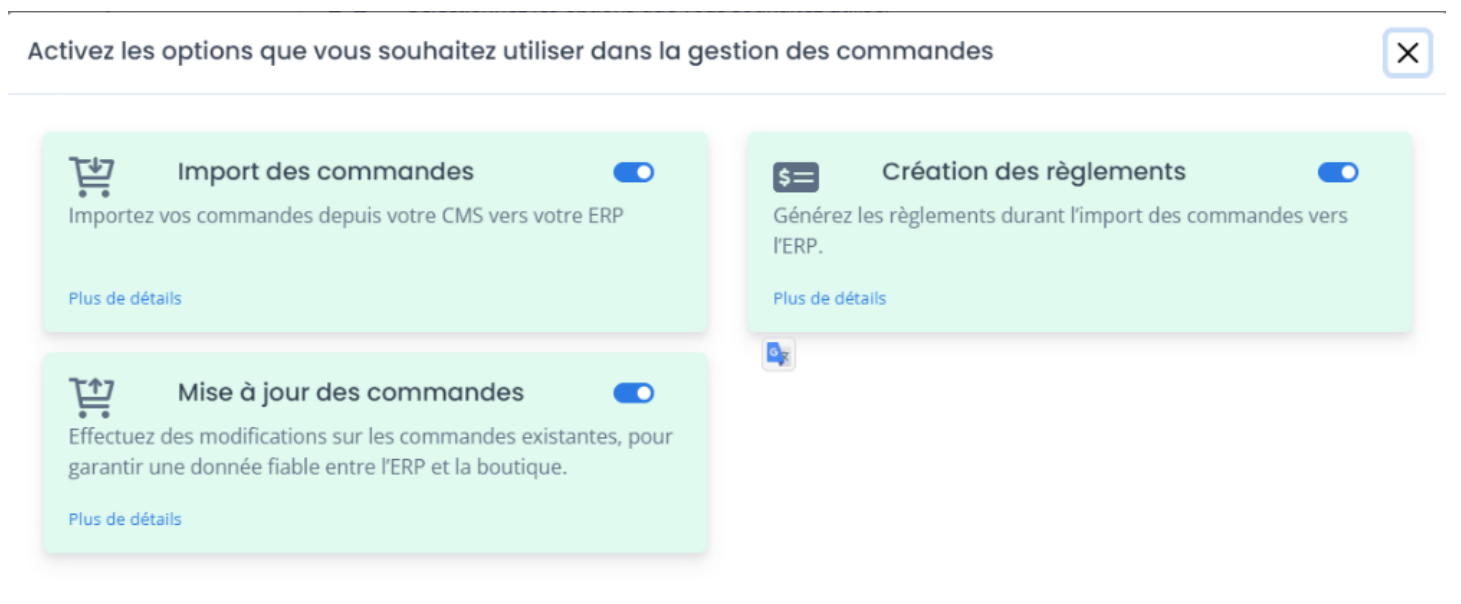 Activez les options que vous souhaitez utiliser dans la gestion des commandes
Import des commandes
Importez vos commandes depuis votre CMS vers votre ERP
Plus de détails
Création des règlements
Générez les règlements durant l'import des commandes vers
l'ERP.
Plus de détails
Mise à jour des commandes
Effectuez des modifications sur les commandes existantes, pour
garantir une donnée fiable entre l'ERP et la boutique.
Plus de détails